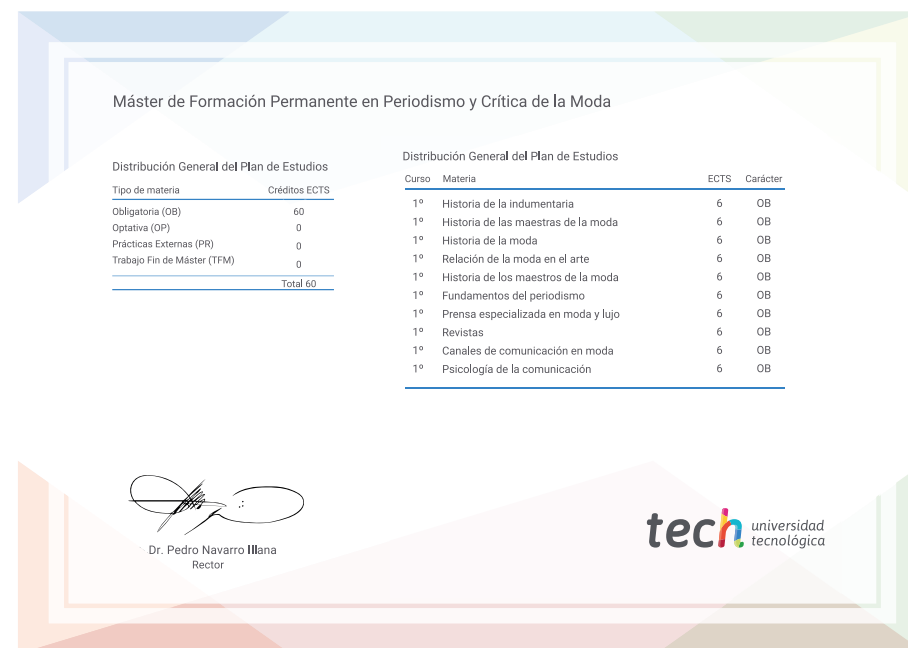 Máster de Formación Permanente en Periodismo y Crítica de la Moda
Distribución General del Plan de Estudios
Tipo de materia Créditos ECTS
Obligatoria (OB) 60
Optativa (OP) 0
Prácticas Externas (PR) 0
Trabajo Fin de Máster (TFM) 0
Total 60
Distribución General del Plan de Estudios
Curso Materia ECTS Carácter
1º Historia de la indumentaria 6 OB
1º Historia de las maestras de la moda 6 OB
1º Historia de la moda 6 OB
1º Relación de la moda en el arte 6 OB
1º Historia de los maestros de la moda 6 OB
1º Fundamentos del periodismo 6 OB
1º Prensa especializada en moda y lujo 6 OB
1º Revistas 6 OB
1º Canales de comunicación en moda 6 OB
1º Psicología de la comunicación 6 OB
Dr. Pedro Navarro Illana
Rector
tech universidad
tecnológica